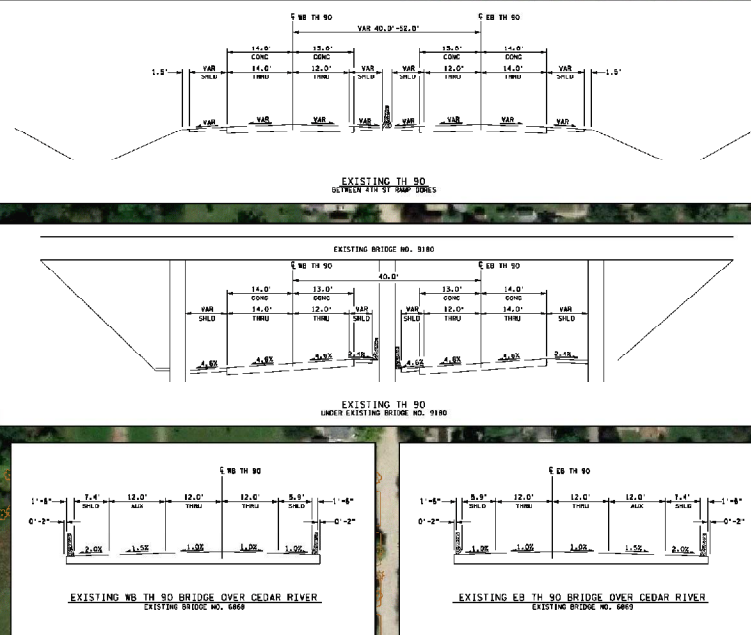 ℄ WB TH 90 ℄ EB TH 90
VAR 40.0'-52.0'
14.0' 13.0' 13.0' 14.0'
CONC CONC CONC CONC
1.5' VAR 14.0' 12.0' VAR VAR 12.0' 14.0' VAR 1.5'
SHLD THRU THRU SHLD SHLD THRU THRU SHLD
VAR VAR VAR VAR VAR VAR VAR VAR
EXISTING TH 90
BETWEEN 4TH ST RAMP GORES
EXISTING BRIDGE NO. 9180
℄ WB TH 90 ℄ EB TH 90
40.0'
14.0' 13.0' 13.0' 14.0'
CONC CONC CONC CONC
VAR 14.0' 12.0' VAR VAR 12.0' 14.0' VAR
SHLD THRU THRU SHLD SHLD THRU THRU SHLD
4.6% 4.6% 4.6% 4.6%
EXISTING TH 90
UNDER EXISTING BRIDGE NO. 9180
℄ WB TH 90
1'-6" 7.4' 12.0' 12.0' 12.0' 5.9' 1'-6"
SHLD AUX THRU THRU SHLD
0'-2" 0'-2"
2.0% 1.5% 1.0% 1.0% 1.0%
EXISTING WB TH 90 BRIDGE OVER CEDAR RIVER
EXISTING BRIDGE NO. 6868
℄ EB TH 90
1'-6" 5.9' 12.0' 12.0' 12.0' 7.4' 1'-6"
SHLD THRU THRU AUX SHLD
0'-2" 0'-2"
1.0% 1.0% 1.0% 1.5% 2.0%
EXISTING EB TH 90 BRIDGE OVER CEDAR RIVER
EXISTING BRIDGE NO. 6869